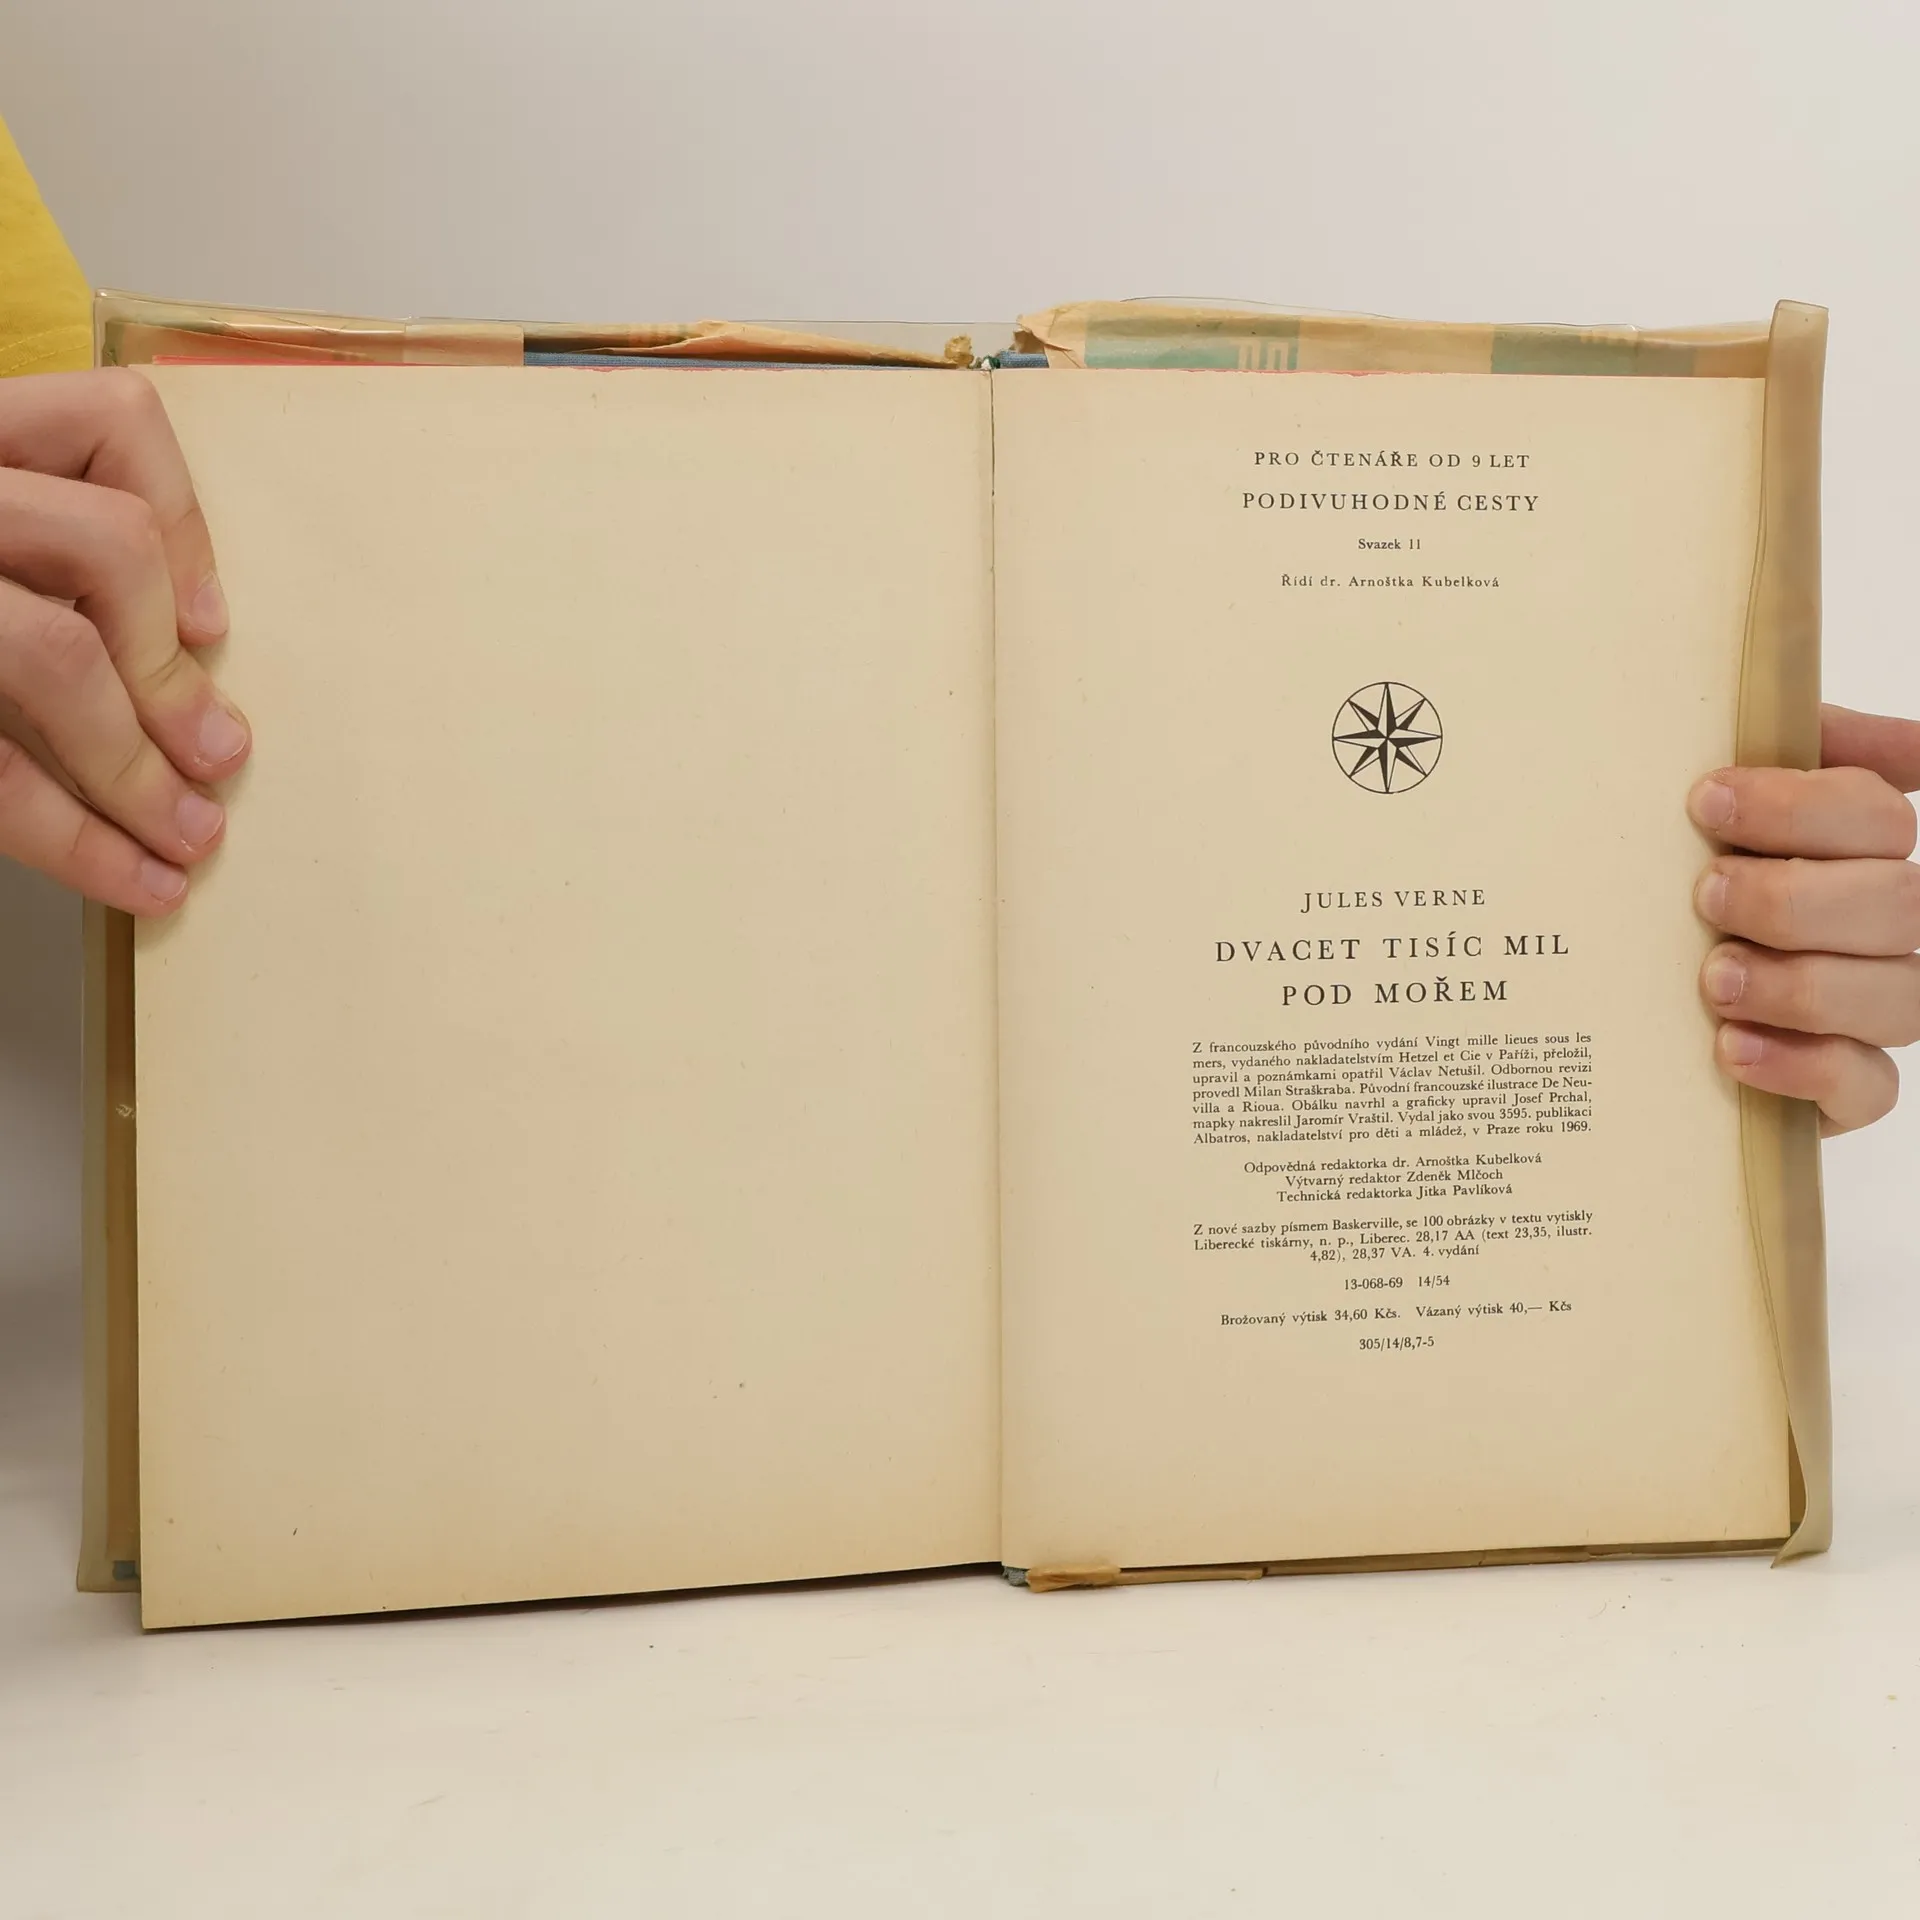 PRO ČTENÁŘE OD 9 LET
PODIVUHODNÉ CESTY
Svazek 11
Řídí dr. Arnoštka Kubelková
JULES VERNE
DVACET TISÍC MIL
POD MOŘEM
Z francouzského původního vydání Vingt mille lieues sous les
mers, vydaného nakladatelstvím Hetzel et Cie v Paříži, přeložil,
upravil a poznámkami opatřil Václav Netušil. Odbornou revizi
provedl Milan Straškraba. Původní francouzské ilustrace De Neu-
villa a Rioua. Obálku navrhl a graficky upravil Josef Prchal,
mapky nakreslil Jaromír Vraštil. Vydal jako svou 3595. publikaci
Albatros, nakladatelství pro děti a mládež, v Praze roku 1969.
Odpovědná redaktorka dr. Arnoštka Kubelková
Výtvarný redaktor Zdeněk Mlčoch
Technická redaktorka Jitka Pavlíková
Z nové sazby písmem Baskerville, se 100 obrázky v textu vytiskly
Liberecké tiskárny, n. p., Liberec. 28,17 AA (text 23,35, ilustr.
4,82), 28,37 VA. 4. vydání
13-068-69 14/54
Brožovaný výtisk 34,60 Kčs. Vázaný výtisk 40,— Kčs
305/14/8,7-5